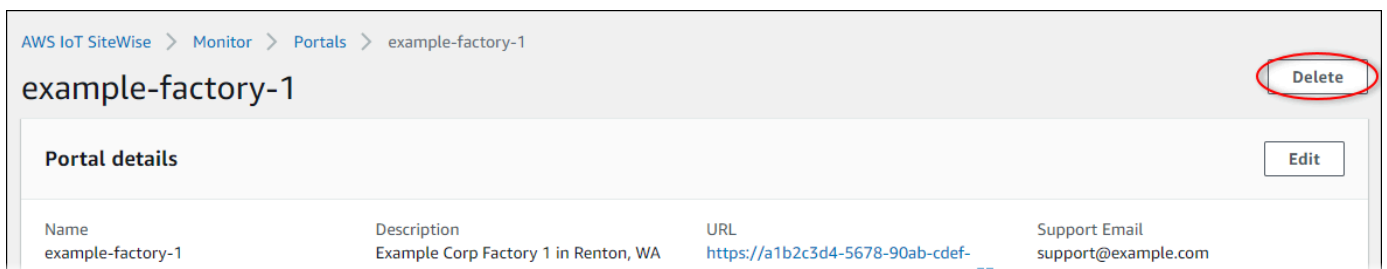 AWS IoT SiteWise > Monitor > Portals > example-factory-1
example-factory-1
Delete
Portal details
Edit
Name
Description
URL
Support Email
example-factory-1
Example Corp Factory 1 in Renton, WA
https://a1b2c3d4-5678-90ab-cdef-
support@example.com